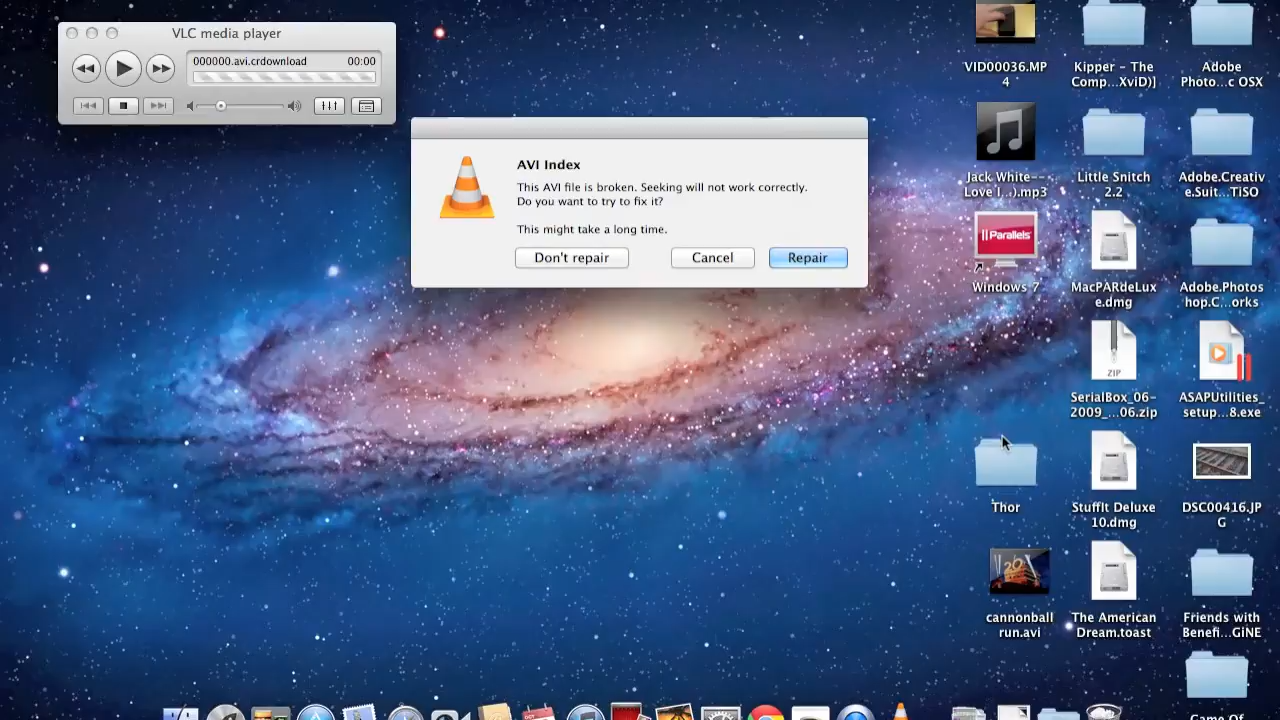 VLC media player
000000.avi.crdownload 00:00
AVI Index
This AVI file is broken. Seeking will not work correctly.
Do you want to try to fix it?
This might take a long time.
Don't repair Cancel Repair
VID00036.MP
4
Kipper - The
Comp...XviD)]
Adobe
Photo...c OSX
Jack White--
Love I...).mp3
Little Snitch
2.2
Adobe.Creativ
e.Suit...TISO
|| Parallels
Windows 7
MacPARdeLux
e.dmg
Adobe.Photos
hop.C...orks
ZIP
SerialBox_06-
2009_...06.zip
ASAPUtilities_
setup...8.exe
Thor
StuffIt Deluxe
10.dmg
DSC00416.JP
G
20
cannonball
run.avi
The American
Dream.toast
Friends with
Benefi...GiNE
Game Of